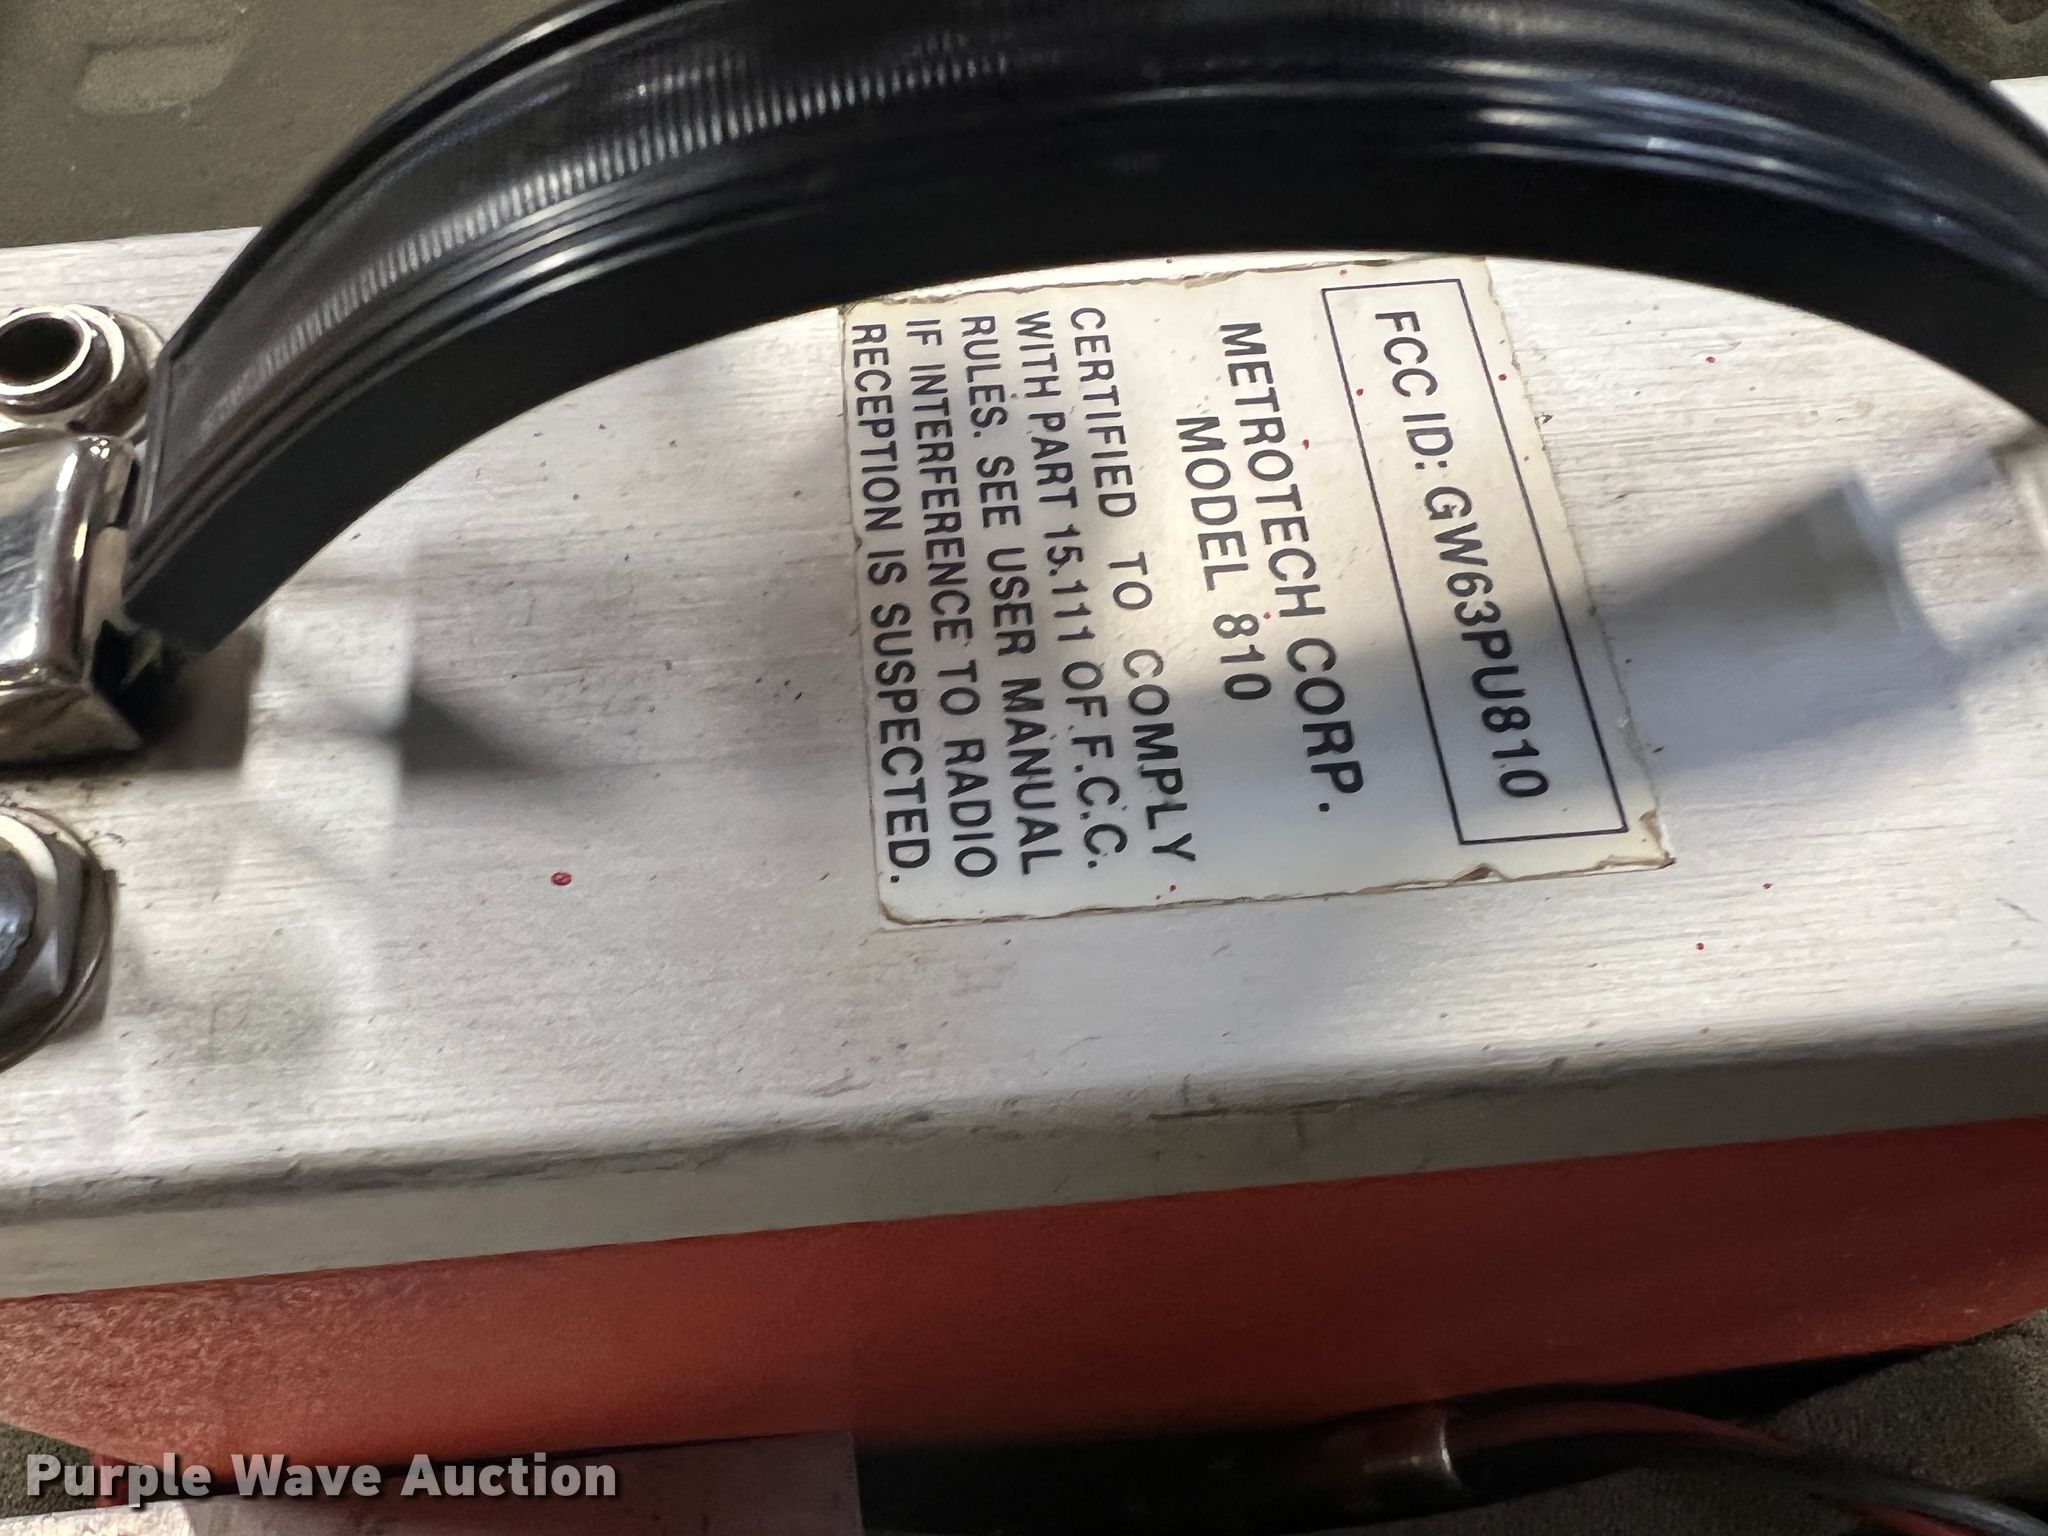 FCC ID: GW63PU810
METROTECH CORP.
MODEL 810
CERTIFIED TO COMPLY
WITH PART 15.111 OF F.C.C.
RULES. SEE USER MANUAL
IF INTERFERENCE TO RADIO
RECEPTION IS SUSPECTED.
Purple Wave Auction